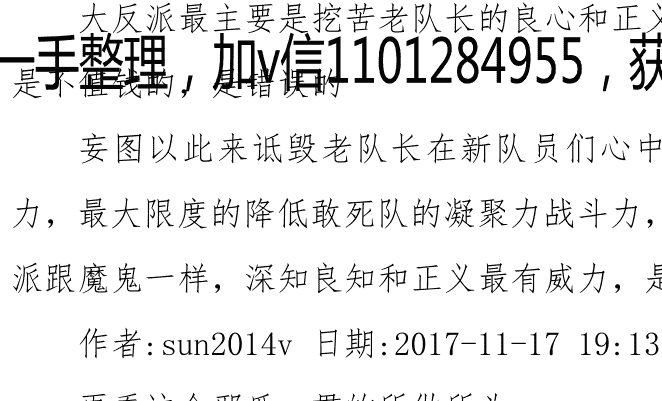 大反派最主要是挖苦老队长的良心和正义
一手整理，加v信1101284955，获
是不值钱的，是错误的
妄图以此来诋毁老队长在新队员们心中
力，最大限度的降低敢死队的凝聚力战斗力，
派跟魔鬼一样，深知良知和正义最有威力，是
作者:sun2014v 日期:2017-11-17 19:13